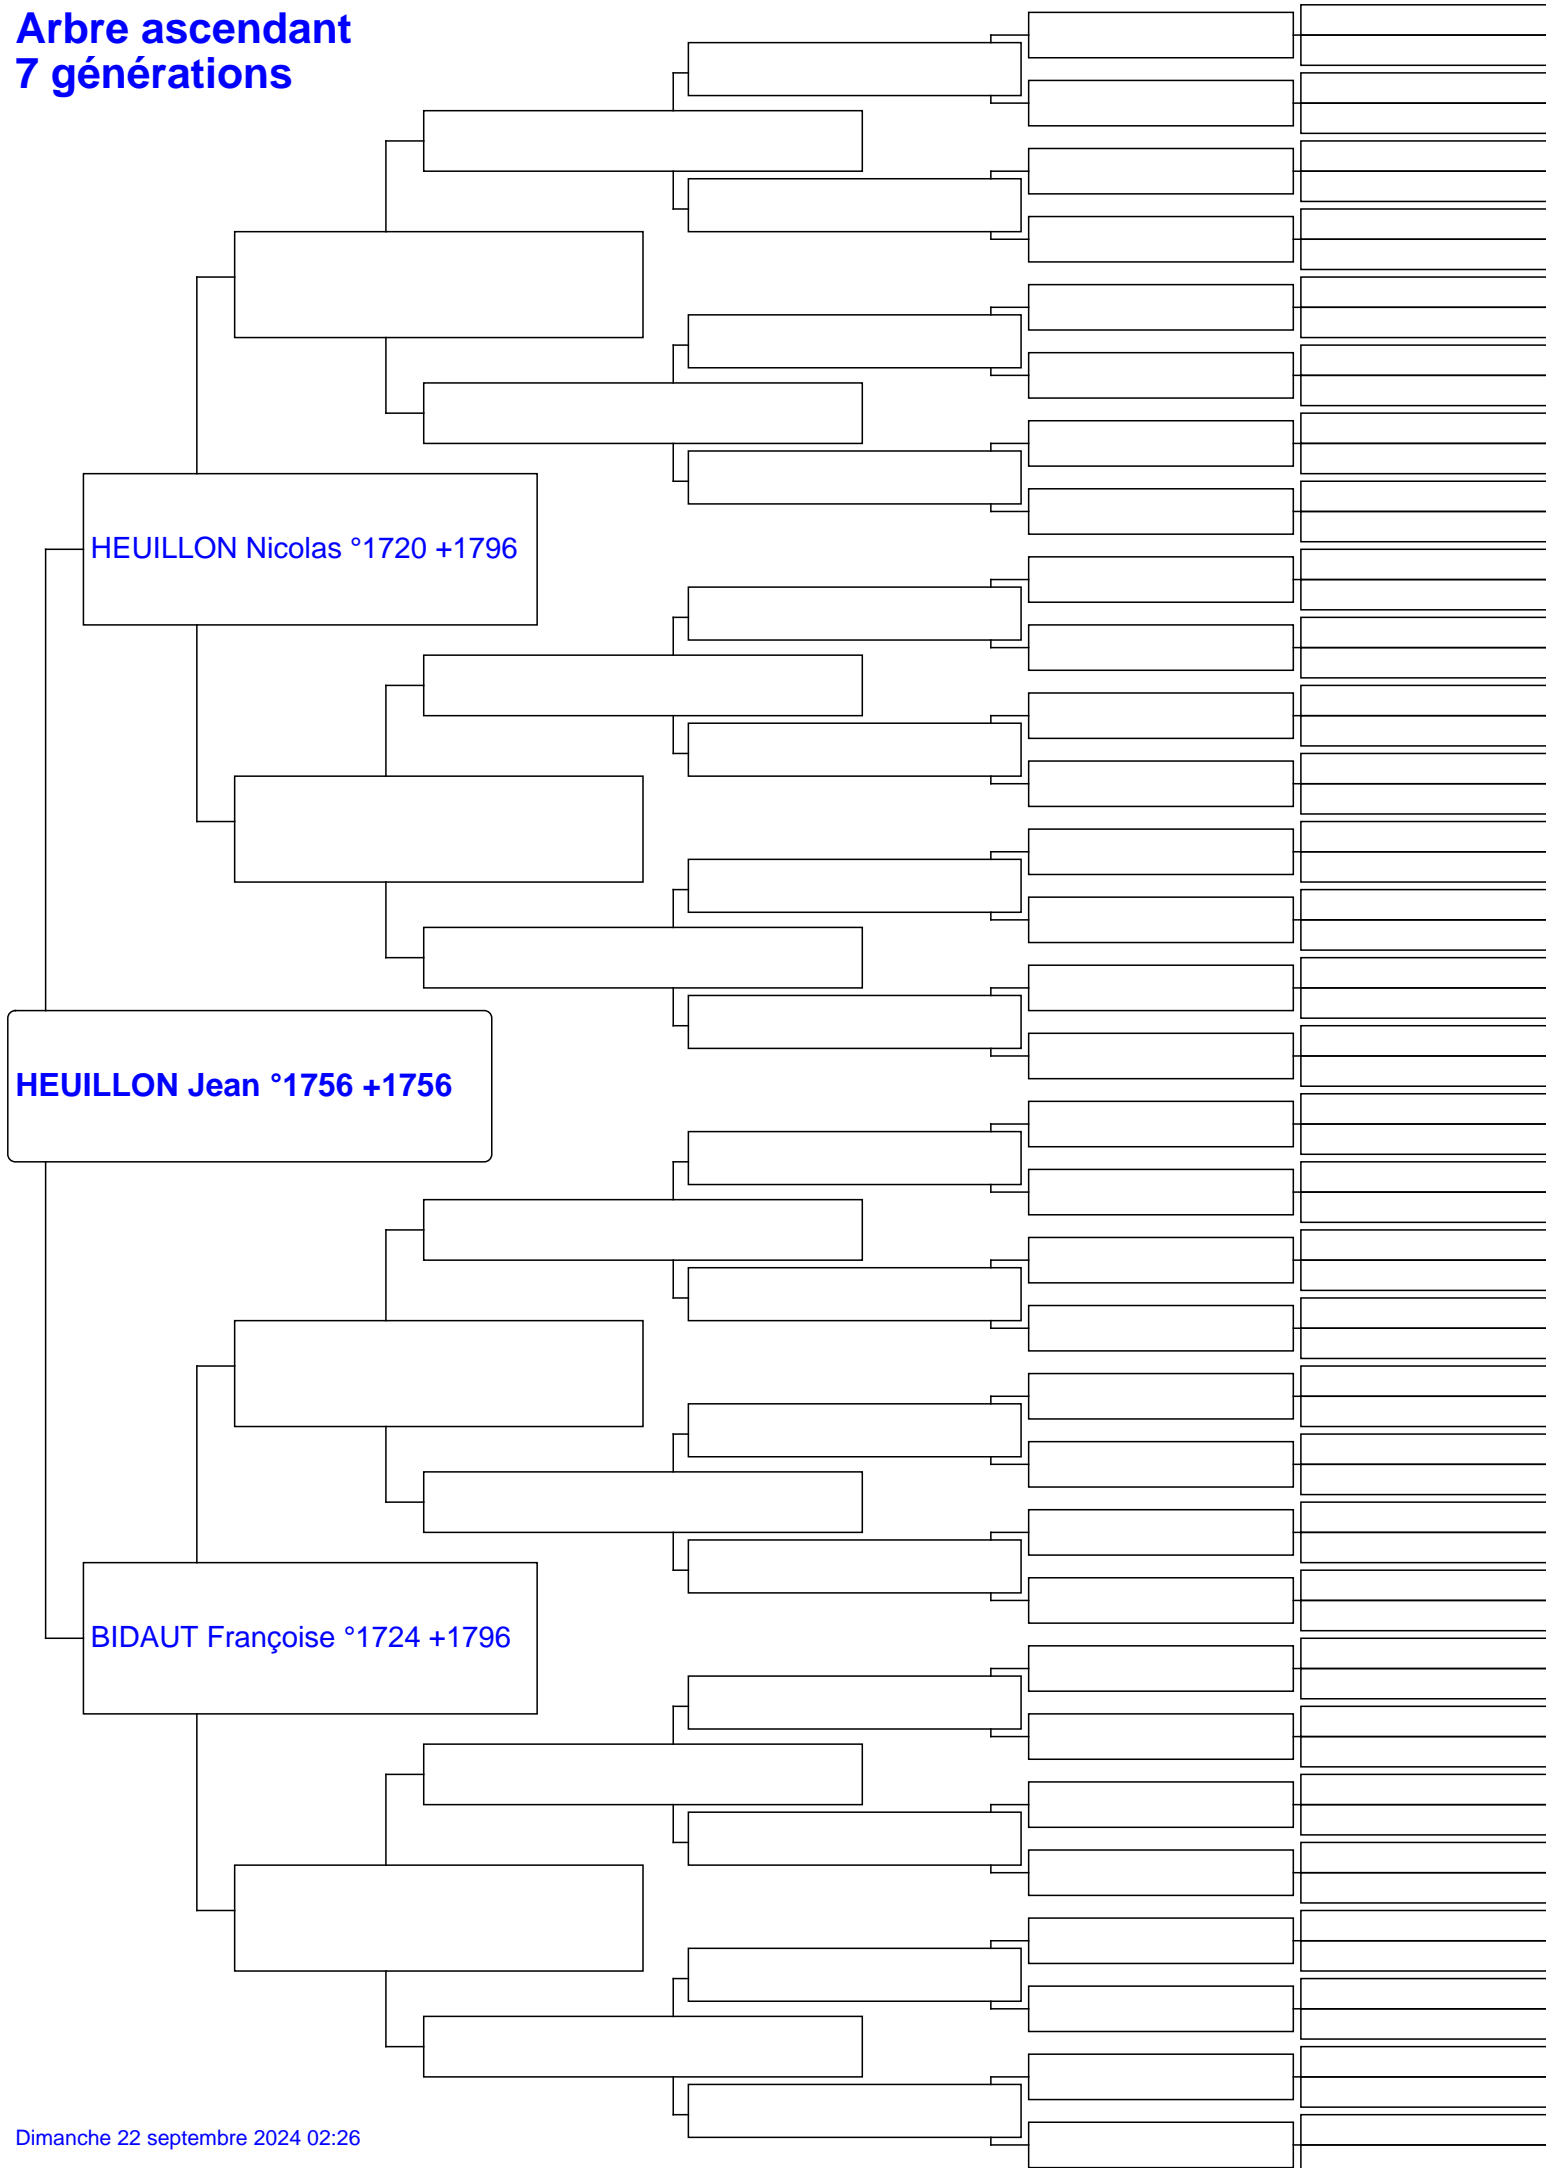 Arbre ascendant
7 générations
HEUILLON Nicolas °1720 +1796
HEUILLON Jean °1756 +1756
BIDAUT Françoise °1724 +1796
Dimanche 22 septembre 2024 02:26